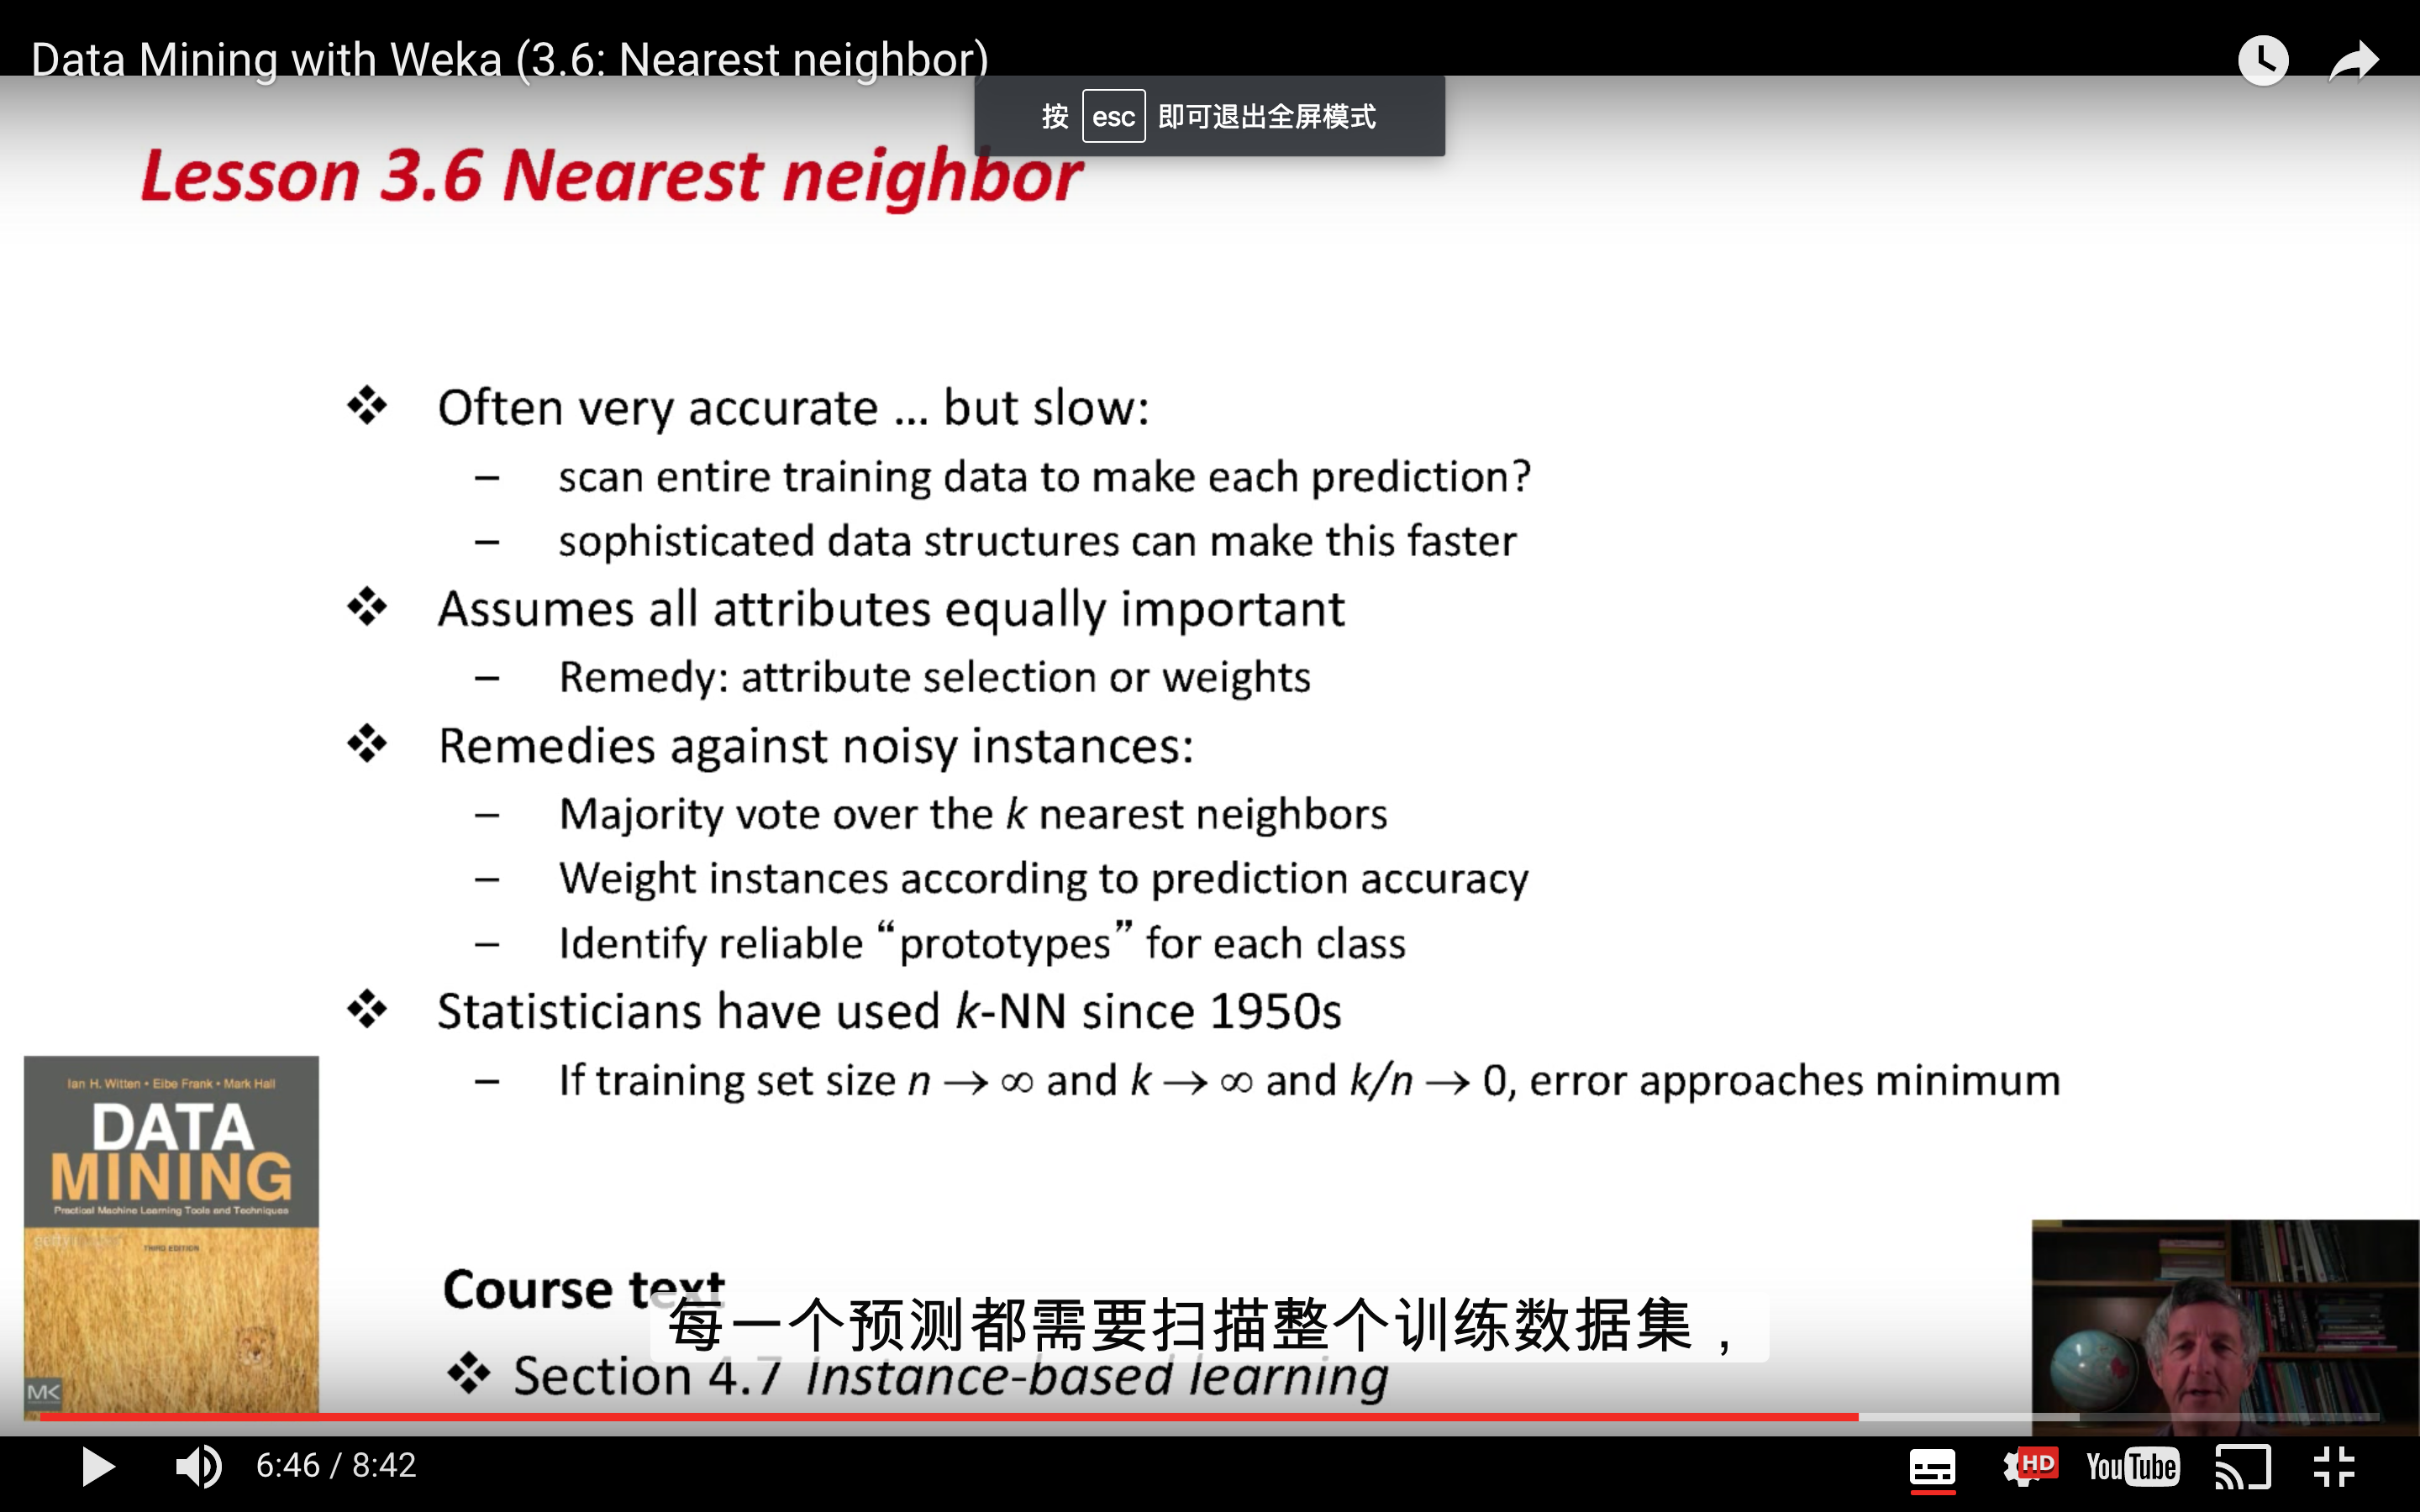 Data Mining with Weka (3.6: Nearest neighbor)
按 esc 即可退出全屏模式
Lesson 3.6 Nearest neighbor
❖ Often very accurate … but slow:
– scan entire training data to make each prediction?
– sophisticated data structures can make this faster
❖ Assumes all attributes equally important
– Remedy: attribute selection or weights
❖ Remedies against noisy instances:
– Majority vote over the k nearest neighbors
– Weight instances according to prediction accuracy
– Identify reliable “prototypes” for each class
❖ Statisticians have used k-NN since 1950s
– If training set size n → ∞ and k → ∞ and k/n → 0, error approaches minimum
Ian H. Witten • Eibe Frank • Mark Hall
DATA
MINING
Practical Machine Learning Tools and Techniques
THIRD EDITION
MK
Course text
每一个预测都需要扫描整个训练数据集，
❖ Section 4.7 Instance-based learning
6:46 / 8:42
HD
YouTube